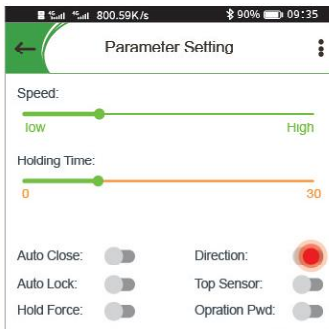 800.59K/s 90% 09:35
Parameter Setting
Speed:
low High
Holding Time:
0 30
Auto Close: Direction:
Auto Lock: Top Sensor:
Hold Force: Opration Pwd: